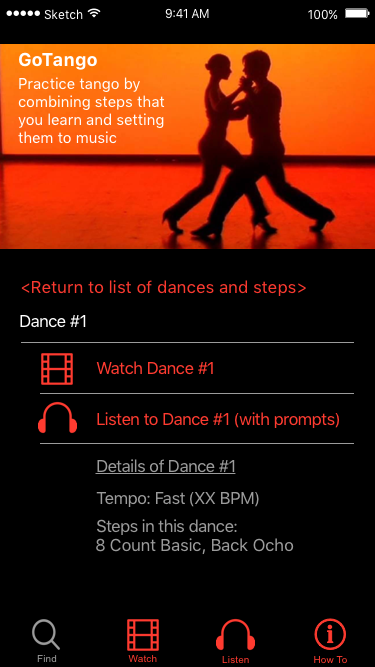 Sketch 9:41 AM 100%
GoTango
Practice tango by
combining steps that
you learn and setting
them to music
<Return to list of dances and steps>
Dance #1
Watch Dance #1
Listen to Dance #1 (with prompts)
Details of Dance #1
Tempo: Fast (XX BPM)
Steps in this dance:
8 Count Basic, Back Ocho
Find Watch Listen How To